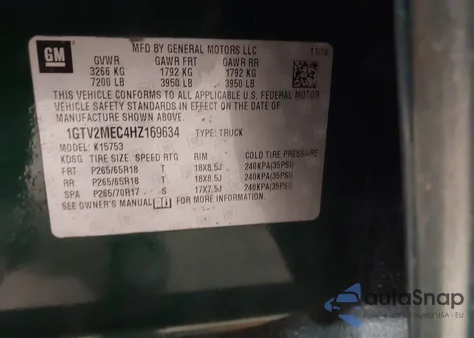 GM
MFD BY GENERAL MOTORS LLC
11/16
GVWR GAWR FRT GAWR RR
3266 KG 1792 KG 1792 KG
7200 LB 3950 LB 3950 LB
THIS VEHICLE CONFORMS TO ALL APPLICABLE U.S. FEDERAL MOTOR
VEHICLE SAFETY STANDARDS IN EFFECT ON THE DATE OF
MANUFACTURE SHOWN ABOVE.
1GTV2MEC4HZ169634 TYPE: TRUCK
MODEL: K15753
KDSG TIRE SIZE SPEED RTG RIM COLD TIRE PRESSURE
FRT P265/65R18 T 18X8.5J 240KPA(35PSI)
RR P265/65R18 T 18X8.5J 240KPA(35PSI)
SPA P265/70R17 S 17X7.5J 240KPA(35PSI)
SEE OWNER'S MANUAL FOR MORE INFORMATION.
autoSnap
USA - EU